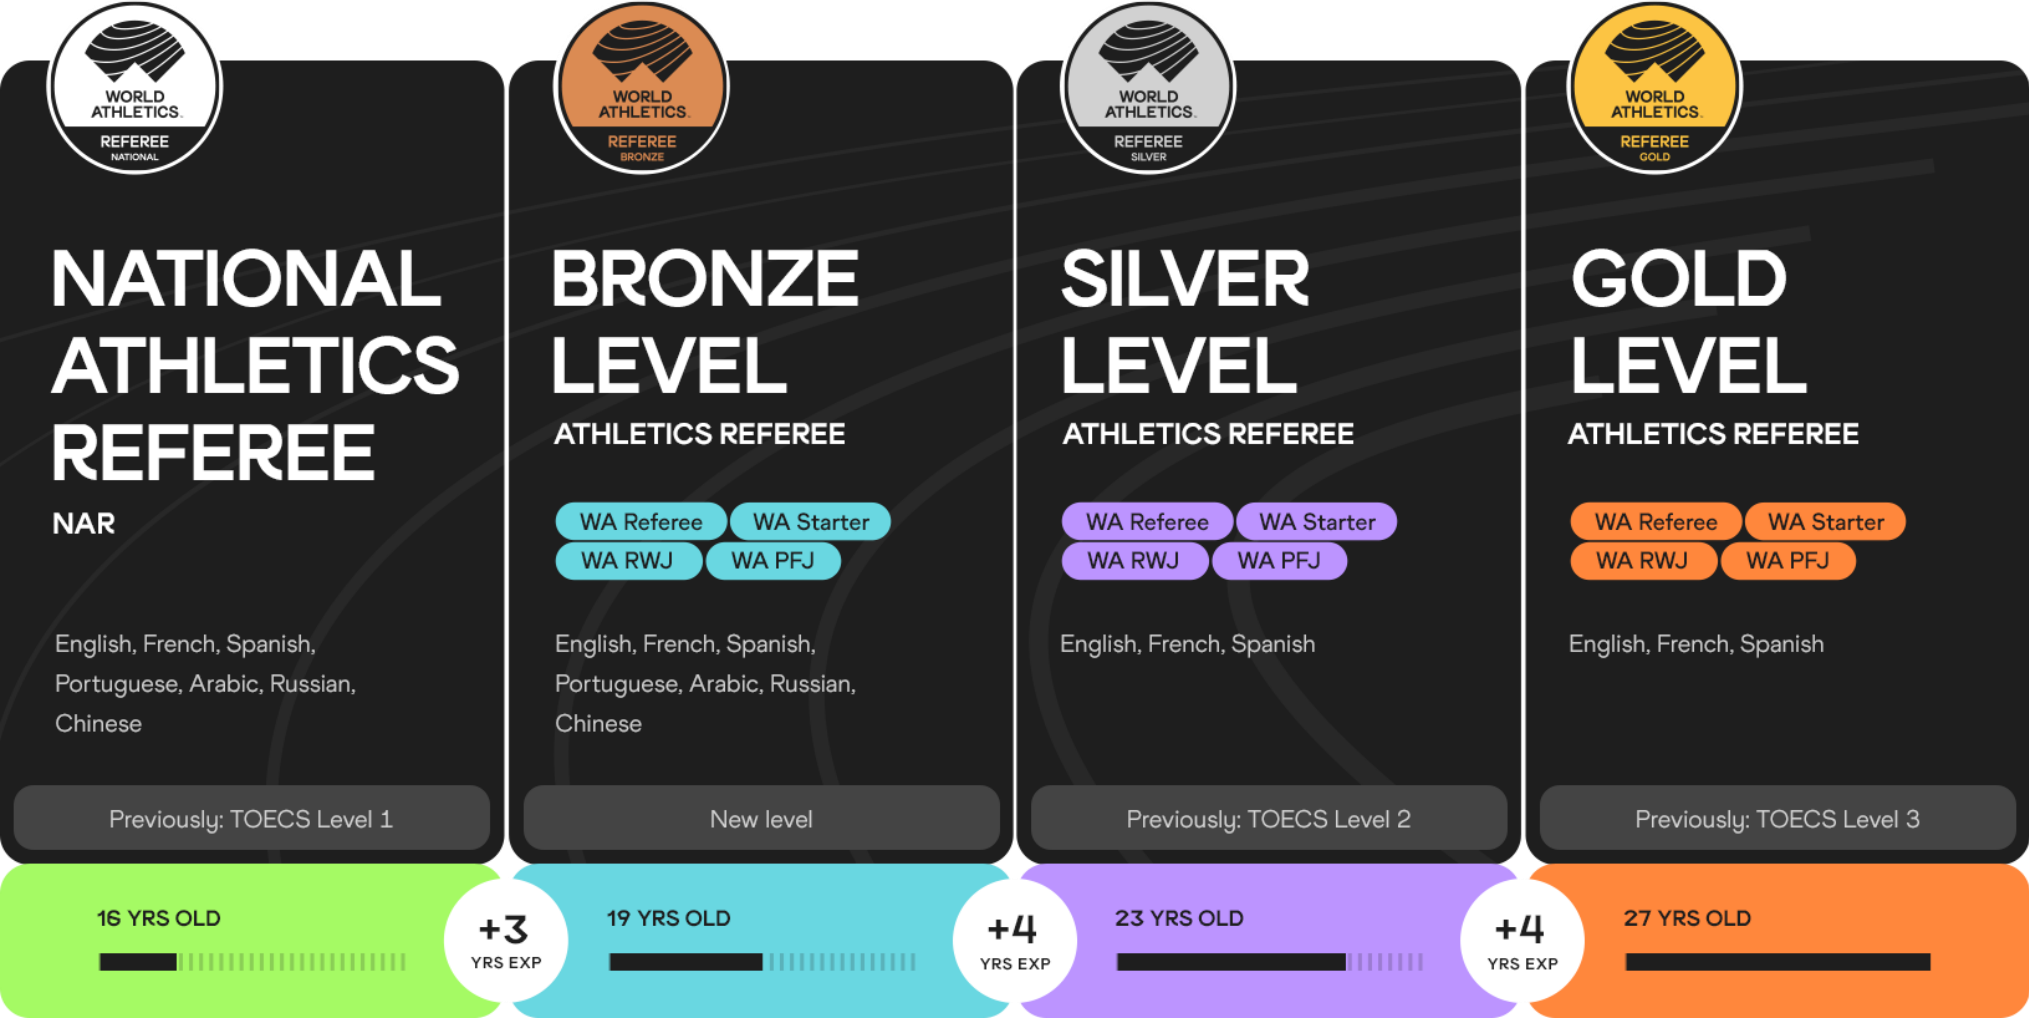 WORLD
ATHLETICS
REFEREE
NATIONAL
NATIONAL
ATHLETICS
REFEREE
NAR
English, French, Spanish,
Portuguese, Arabic, Russian,
Chinese
Previously: TOECS Level 1
16 YRS OLD
+3
YRS EXP
WORLD
ATHLETICS
REFEREE
BRONZE
BRONZE
LEVEL
ATHLETICS REFEREE
WA Referee WA Starter
WA RWJ WA PFJ
English, French, Spanish,
Portuguese, Arabic, Russian,
Chinese
New level
19 YRS OLD
+4
YRS EXP
WORLD
ATHLETICS
REFEREE
SILVER
SILVER
LEVEL
ATHLETICS REFEREE
WA Referee WA Starter
WA RWJ WA PFJ
English, French, Spanish
Previously: TOECS Level 2
23 YRS OLD
+4
YRS EXP
WORLD
ATHLETICS
REFEREE
GOLD
GOLD
LEVEL
ATHLETICS REFEREE
WA Referee WA Starter
WA RWJ WA PFJ
English, French, Spanish
Previously: TOECS Level 3
27 YRS OLD